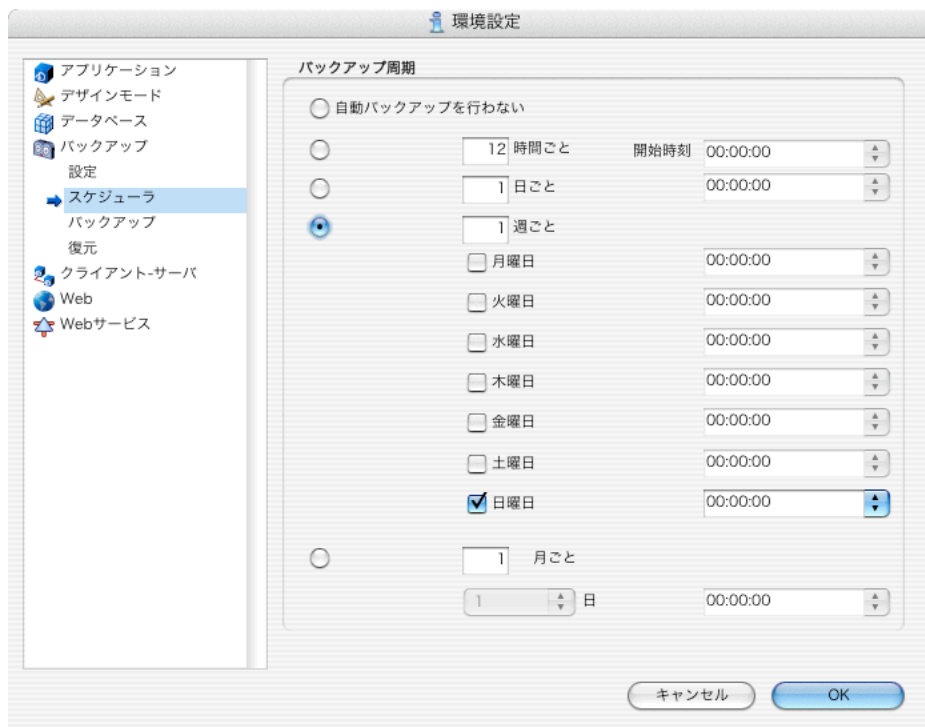 環境設定
アプリケーション
デザインモード
データベース
バックアップ
設定
スケジューラ
バックアップ
復元
クライアント-サーバ
Web
Webサービス
バックアップ周期
自動バックアップを行わない
12 時間ごと 開始時刻 00:00:00
1 日ごと 00:00:00
1 週ごと
月曜日 00:00:00
火曜日 00:00:00
水曜日 00:00:00
木曜日 00:00:00
金曜日 00:00:00
土曜日 00:00:00
日曜日 00:00:00
1 月ごと
1 日 00:00:00
キャンセル OK